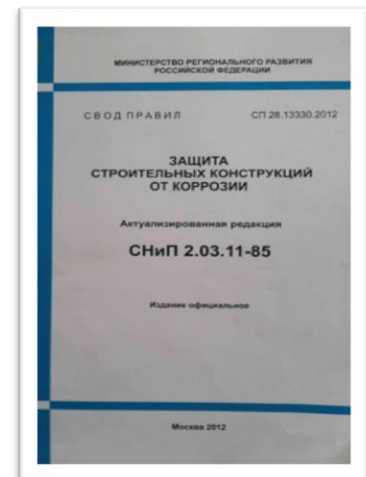 МИНИСТЕРСТВО РЕГИОНАЛЬНОГО РАЗВИТИЯ
РОССИЙСКОЙ ФЕДЕРАЦИИ
СВОД ПРАВИЛ СП 28.13330.2012
ЗАЩИТА
СТРОИТЕЛЬНЫХ КОНСТРУКЦИЙ
ОТ КОРРОЗИИ
Актуализированная редакция
СНиП 2.03.11-85
Издание официальное
Москва 2012